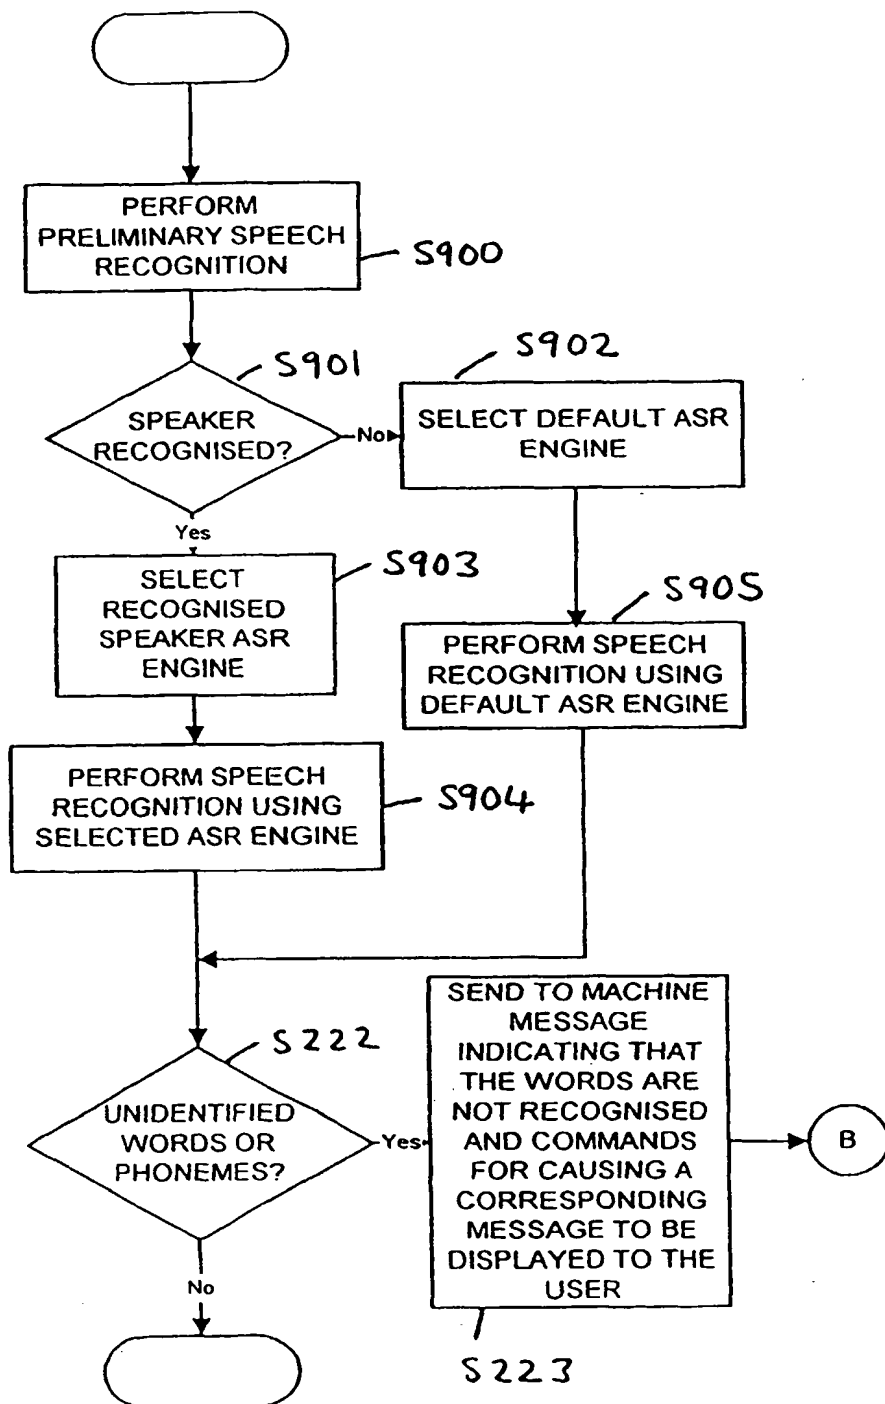 PERFORM
PRELIMINARY SPEECH
RECOGNITION
S900
S901
SPEAKER
RECOGNISED?
No
S902
SELECT DEFAULT ASR
ENGINE
Yes
S903
SELECT
RECOGNISED
SPEAKER ASR
ENGINE
S905
PERFORM SPEECH
RECOGNITION USING
DEFAULT ASR ENGINE
PERFORM SPEECH
RECOGNITION USING
SELECTED ASR ENGINE
S904
S222
UNIDENTIFIED
WORDS OR
PHONEMES?
Yes
SEND TO MACHINE
MESSAGE
INDICATING THAT
THE WORDS ARE
NOT RECOGNISED
AND COMMANDS
FOR CAUSING A
CORRESPONDING
MESSAGE TO BE
DISPLAYED TO THE
USER
B
S223
No